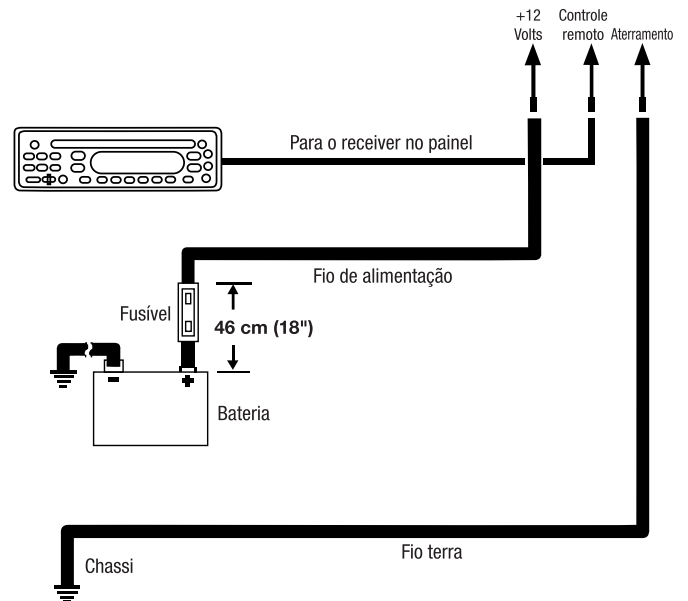 +12
Volts
Controle
remoto
Aterramento
Para o receiver no painel
Fio de alimentação
Fusível
46 cm (18")
Bateria
Fio terra
Chassi